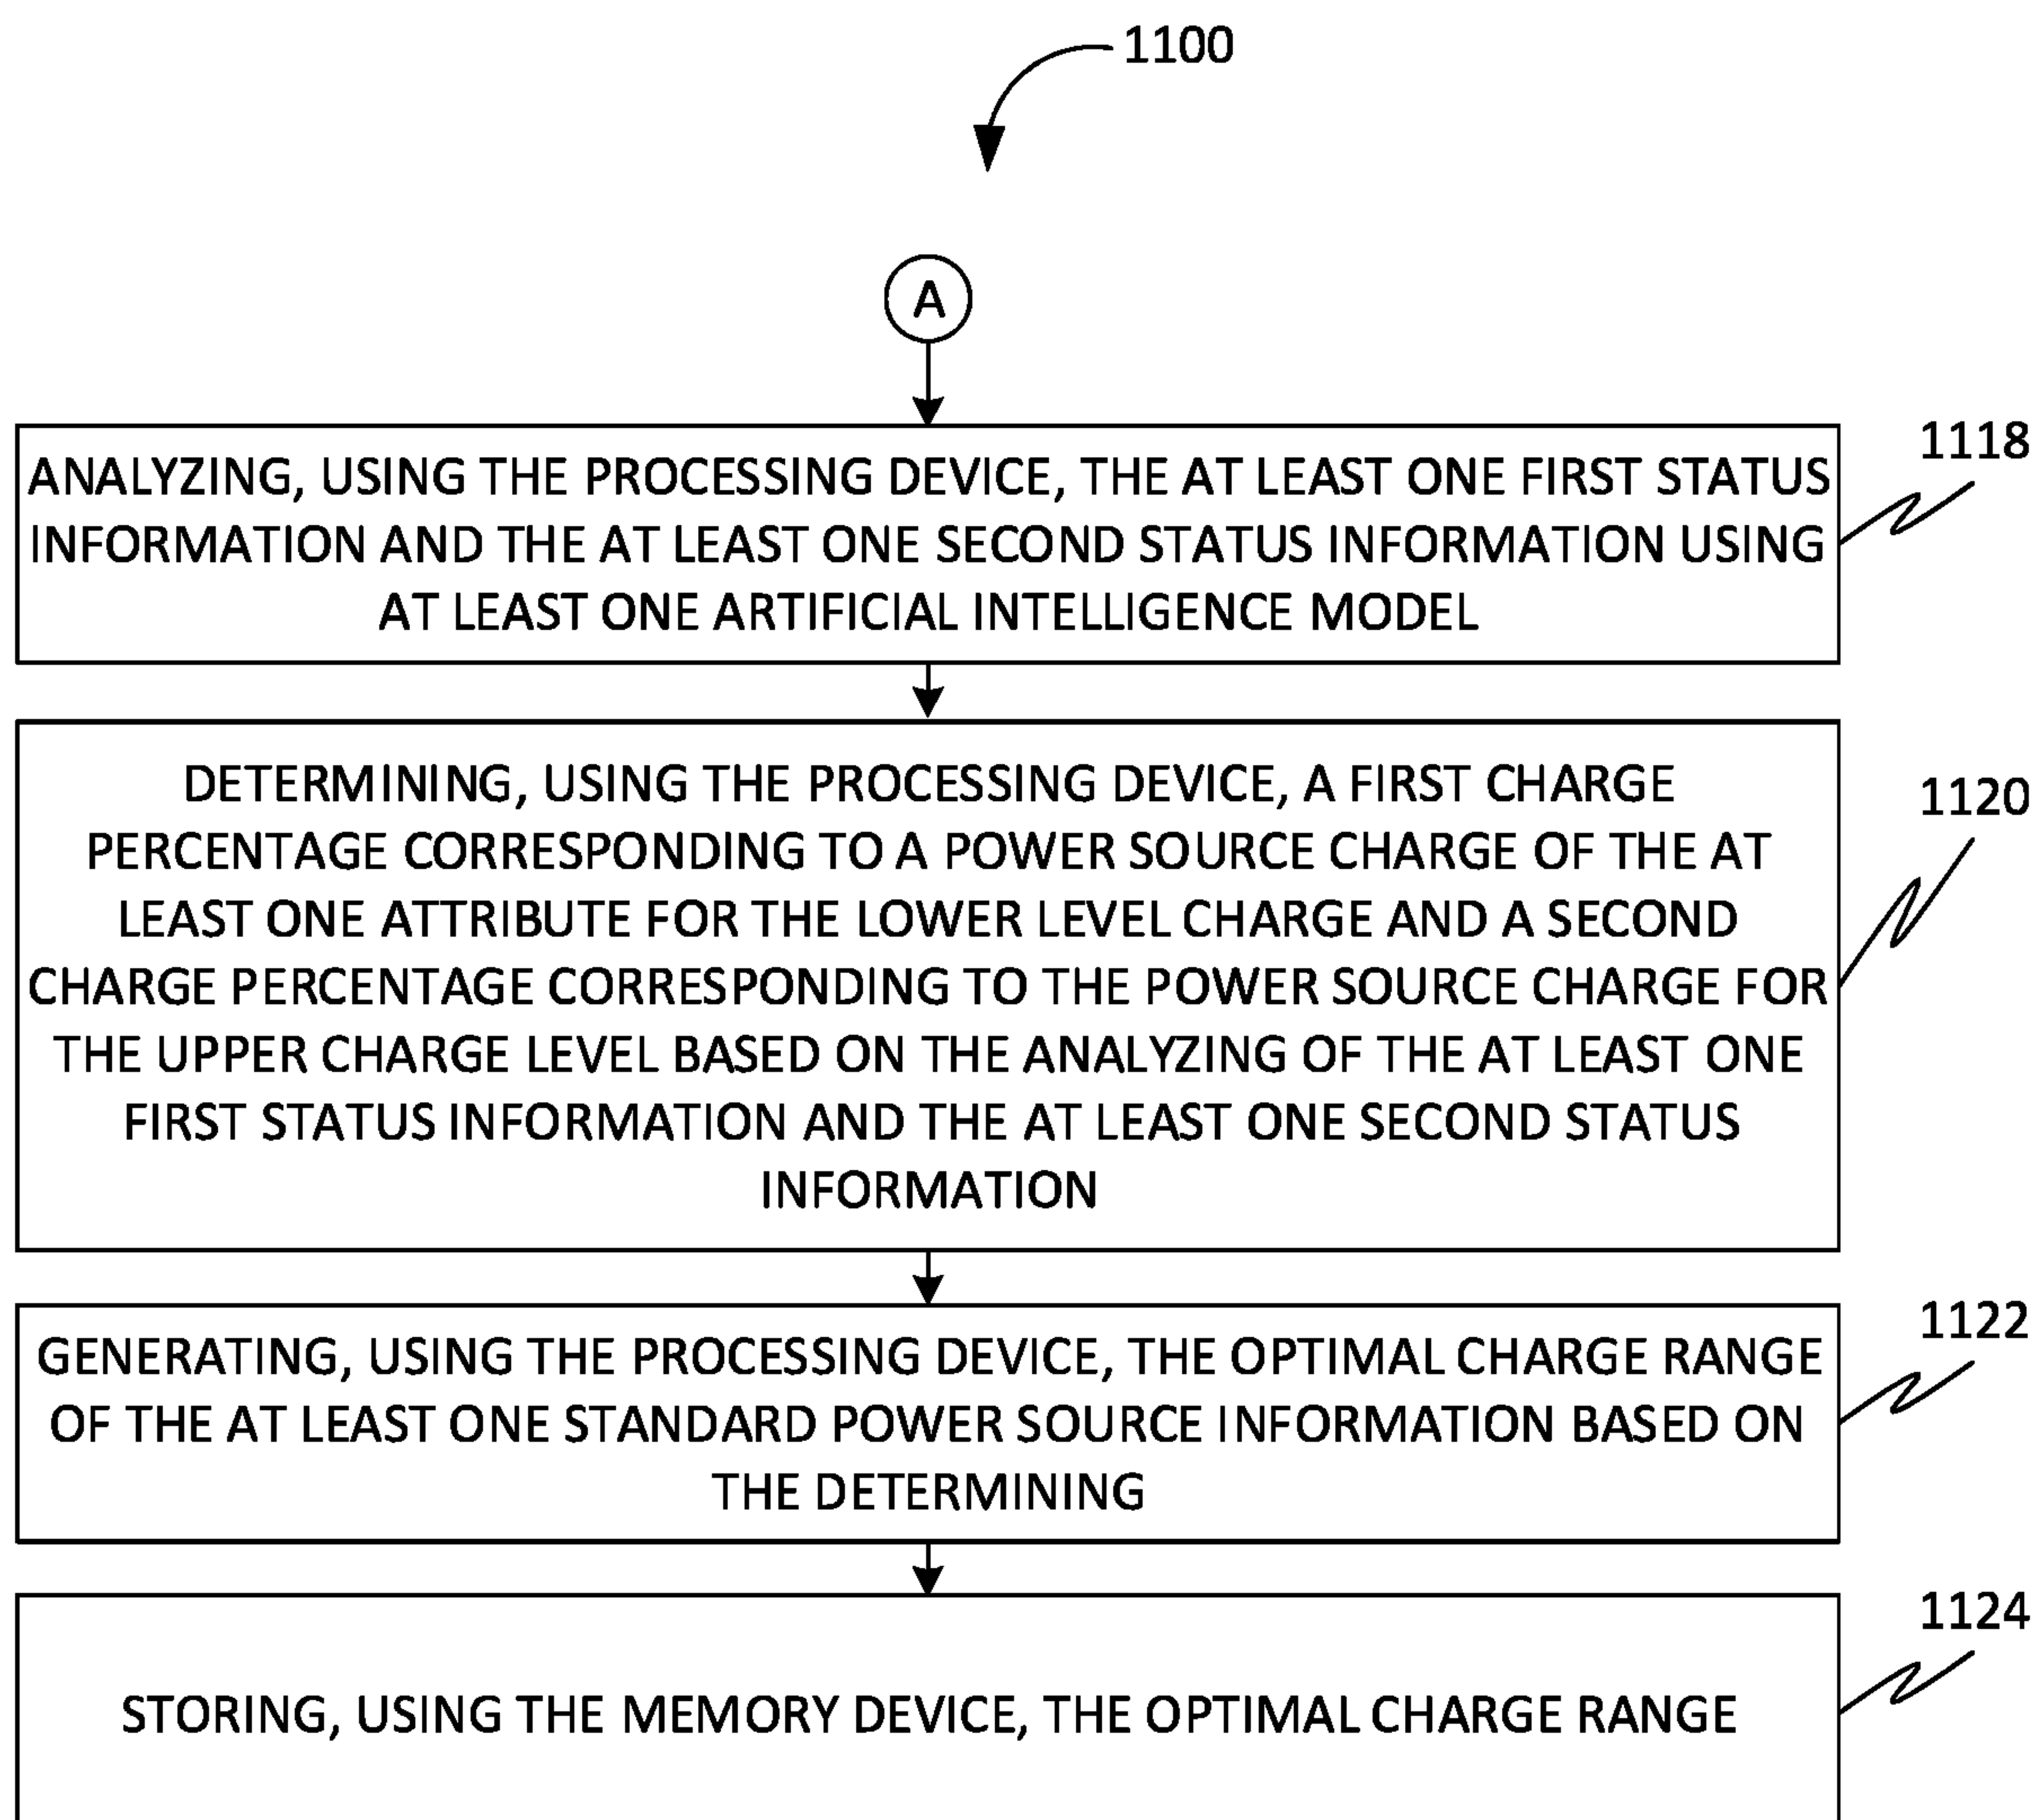 1100
A
1118
ANALYZING, USING THE PROCESSING DEVICE, THE AT LEAST ONE FIRST STATUS
INFORMATION AND THE AT LEAST ONE SECOND STATUS INFORMATION USING
AT LEAST ONE ARTIFICIAL INTELLIGENCE MODEL
1120
DETERMINING, USING THE PROCESSING DEVICE, A FIRST CHARGE
PERCENTAGE CORRESPONDING TO A POWER SOURCE CHARGE OF THE AT
LEAST ONE ATTRIBUTE FOR THE LOWER LEVEL CHARGE AND A SECOND
CHARGE PERCENTAGE CORRESPONDING TO THE POWER SOURCE CHARGE FOR
THE UPPER CHARGE LEVEL BASED ON THE ANALYZING OF THE AT LEAST ONE
FIRST STATUS INFORMATION AND THE AT LEAST ONE SECOND STATUS
INFORMATION
1122
GENERATING, USING THE PROCESSING DEVICE, THE OPTIMAL CHARGE RANGE
OF THE AT LEAST ONE STANDARD POWER SOURCE INFORMATION BASED ON
THE DETERMINING
1124
STORING, USING THE MEMORY DEVICE, THE OPTIMAL CHARGE RANGE